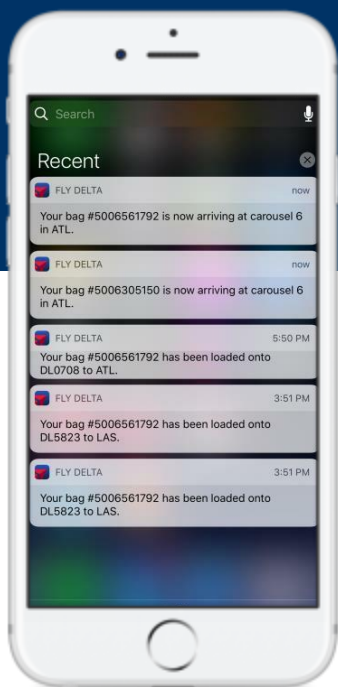 Search
Recent
FLY DELTA now
Your bag #5006561792 is now arriving at carousel 6
in ATL.
FLY DELTA now
Your bag #5006305150 is now arriving at carousel 6
in ATL.
FLY DELTA 5:50 PM
Your bag #5006561792 has been loaded onto
DL0708 to ATL.
FLY DELTA 3:51 PM
Your bag #5006561792 has been loaded onto
DL5823 to LAS.
FLY DELTA 3:51 PM
Your bag #5006561792 has been loaded onto
DL5823 to LAS.